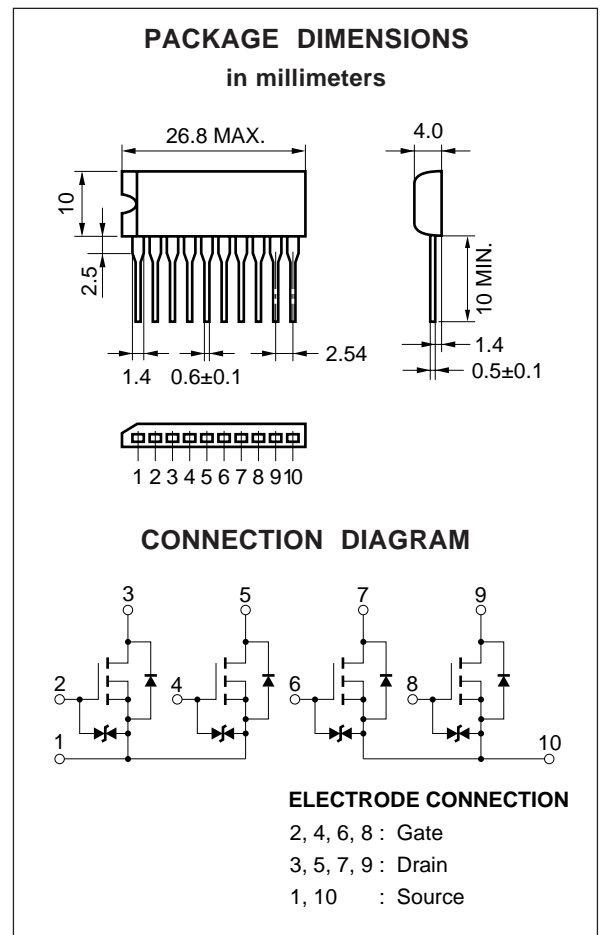 PACKAGE DIMENSIONS
in millimeters
26.8 MAX.
4.0
10
2.5
10 MIN.
2.54
1.4
1.4
0.6±0.1
0.5±0.1
1 2 3 4 5 6 7 8 9 10
CONNECTION DIAGRAM
3 5 7 9
2 4 6 8
1 10
ELECTRODE CONNECTION
2, 4, 6, 8 : Gate
3, 5, 7, 9 : Drain
1, 10 : Source